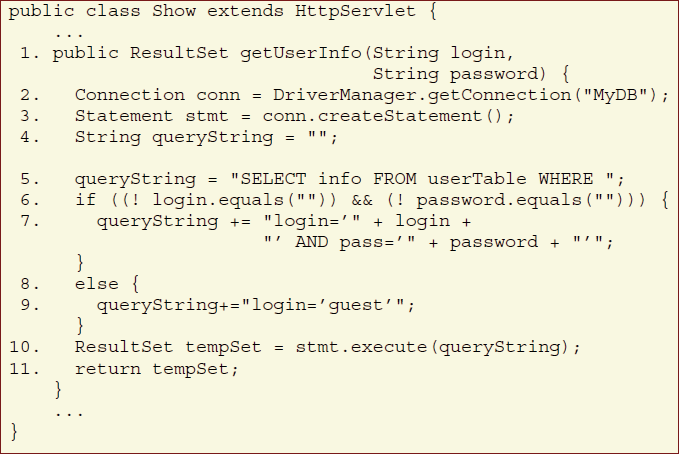 public class Show extends HttpServlet {
    ...
 1. public ResultSet getUserInfo(String login,
                                 String password) {
 2.   Connection conn = DriverManager.getConnection("MyDB");
 3.   Statement stmt = conn.createStatement();
 4.   String queryString = "";

 5.   queryString = "SELECT info FROM userTable WHERE ";
 6.   if ((! login.equals("")) && (! password.equals(""))) {
 7.     queryString += "login=’" + login +
                       "’ AND pass=’" + password + "’";
      }
 8.   else {
 9.     queryString+="login=’guest’";
      }
10.   ResultSet tempSet = stmt.execute(queryString);
11.   return tempSet;
    }
    ...
}